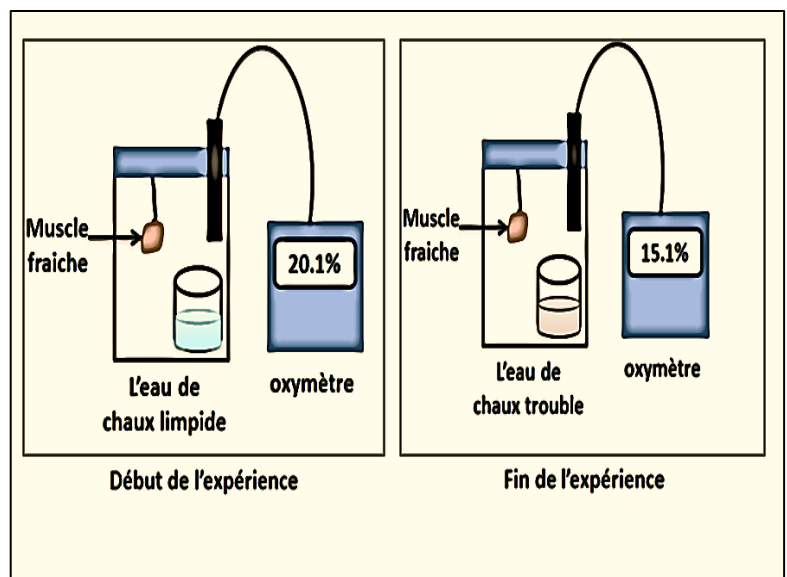 Muscle
fraiche
20.1%
L'eau de
chaux limpide
oxymètre
Début de l'expérience
Muscle
fraiche
15.1%
L'eau de
chaux trouble
oxymètre
Fin de l'expérience